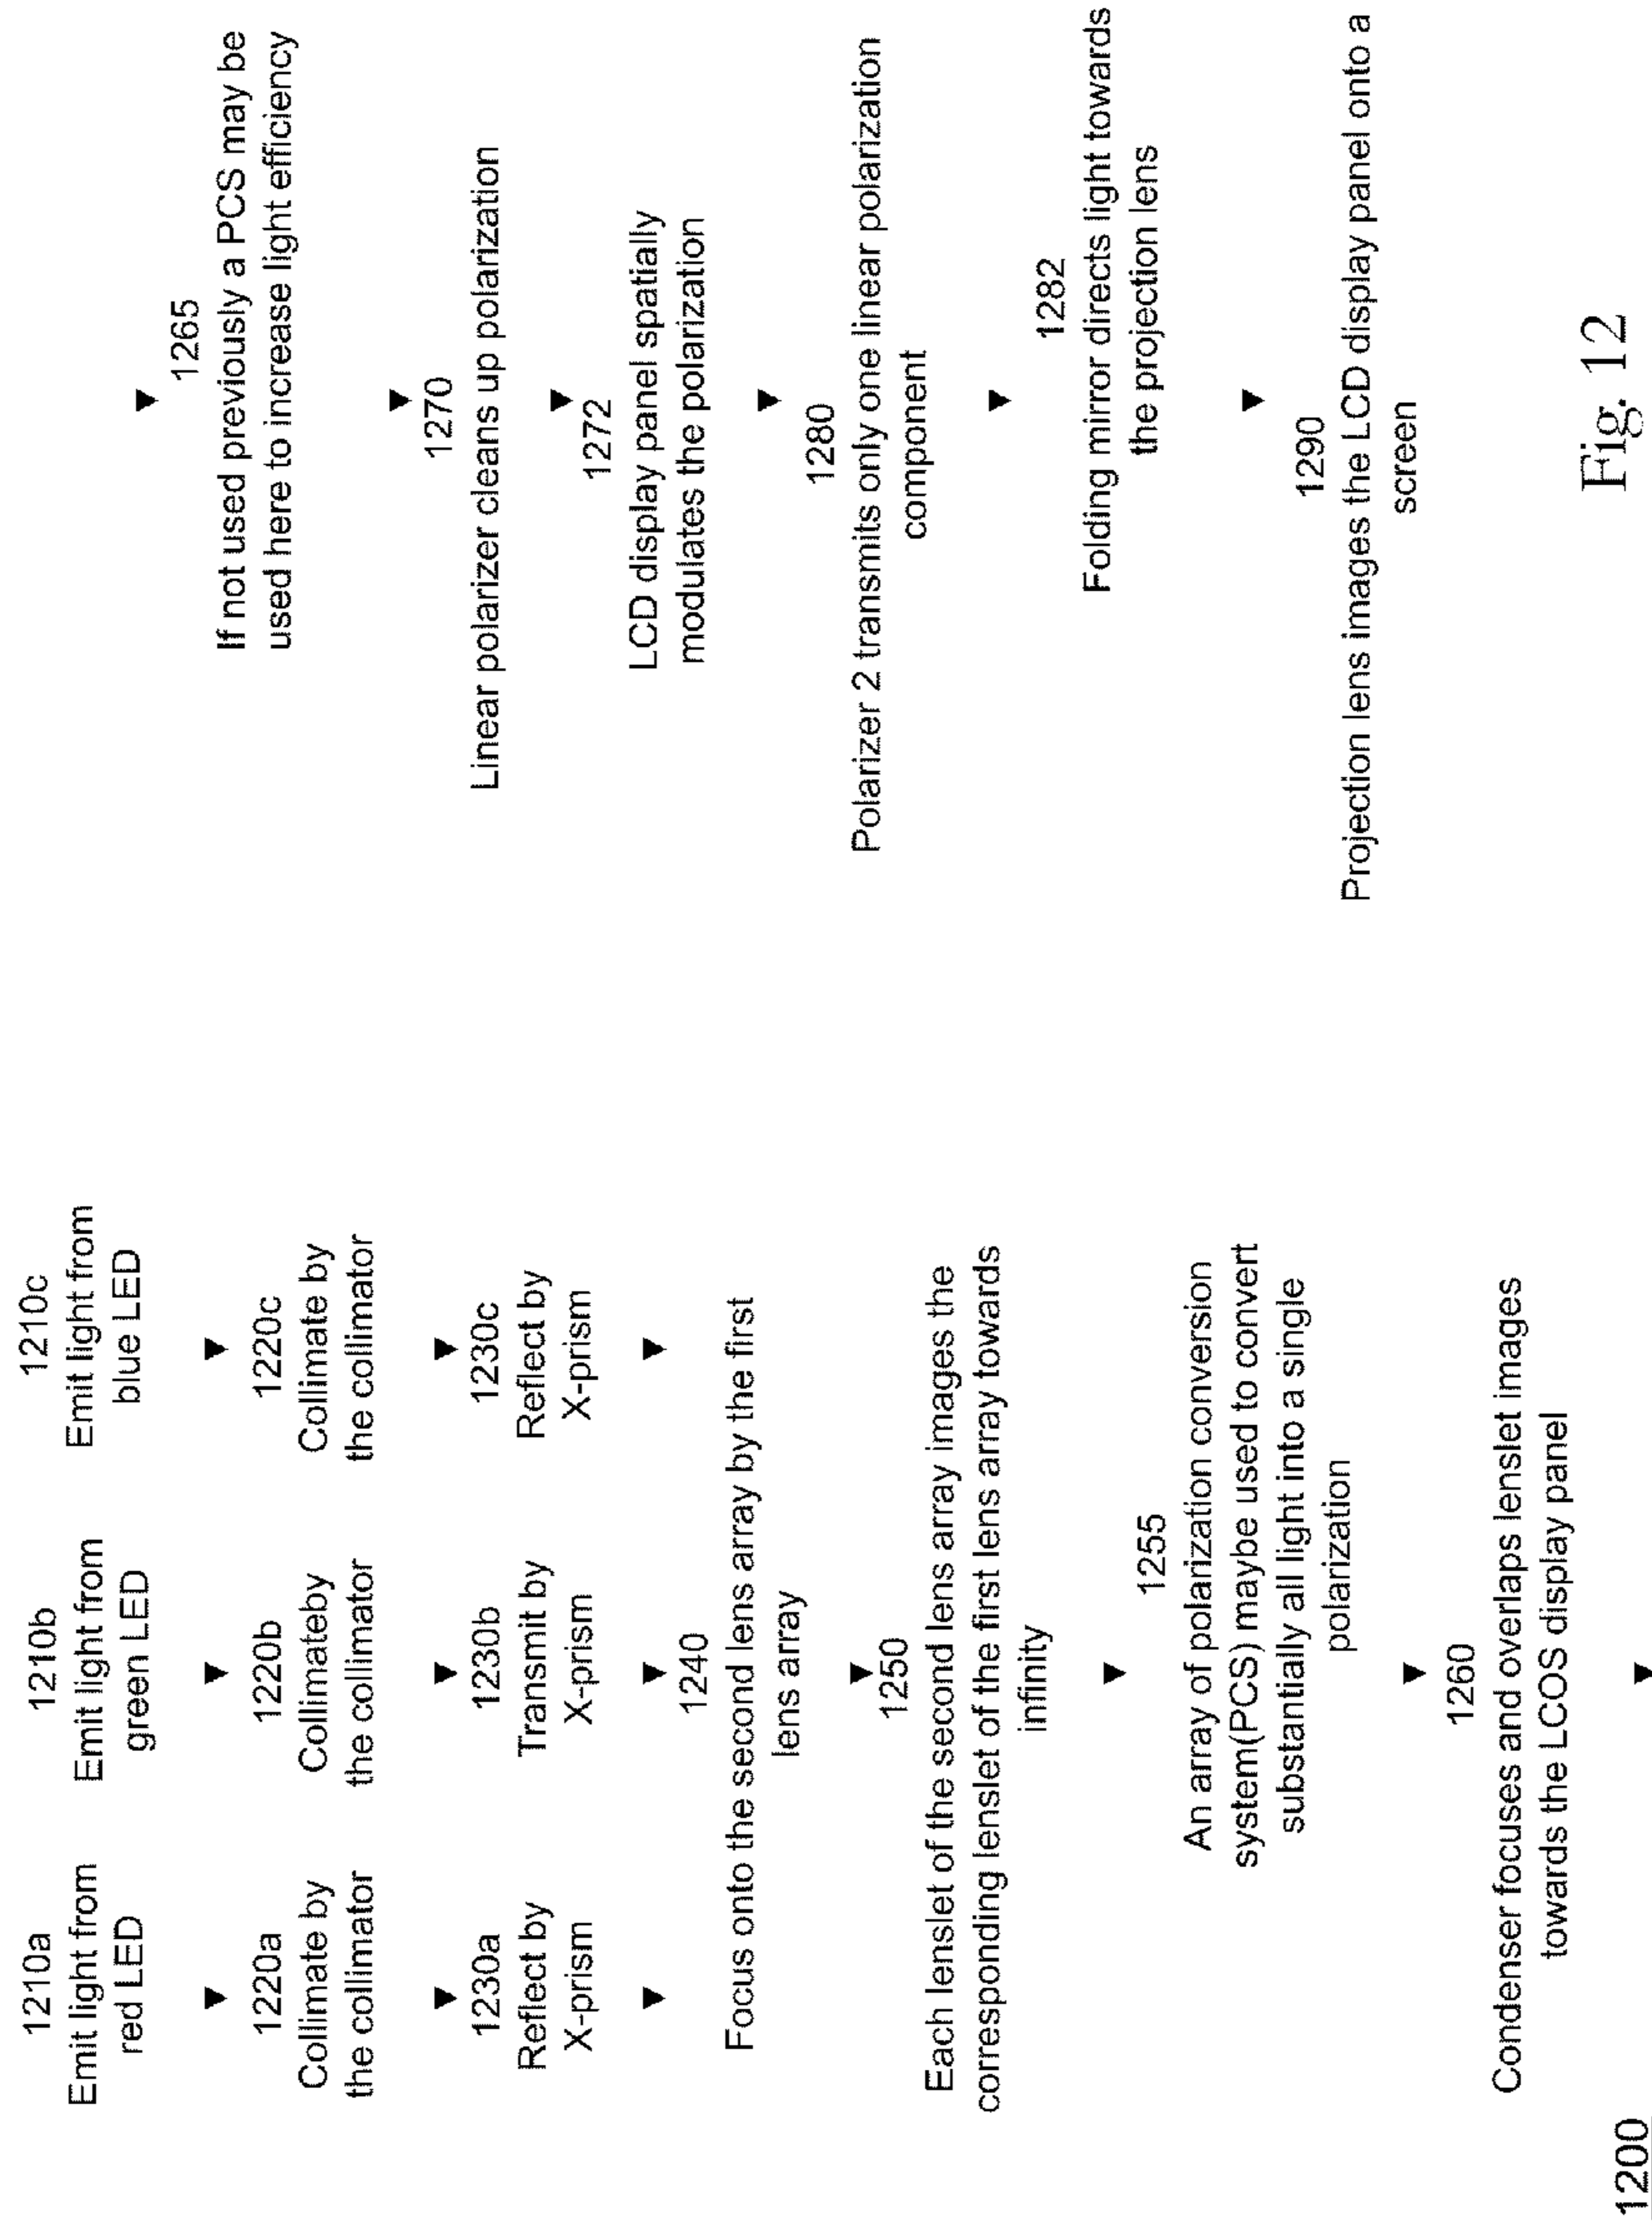 1210a
Emit light from
red LED
1210b
Emit light from
green LED
1210c
Emit light from
blue LED
1220a
Collimate by
the collimator
1220b
Collimateby
the collimator
1220c
Collimate by
the collimator
1230a
Reflect by
X-prism
1230b
Transmit by
X-prism
1230c
Reflect by
X-prism
1240
Focus onto the second lens array by the first
lens array
1250
Each lenslet of the second lens array images the
corresponding lenslet of the first lens array towards
infinity
1255
An array of polarization conversion
system(PCS) maybe used to convert
substantially all light into a single
polarization
1260
Condenser focuses and overlaps lenslet images
towards the LCOS display panel
1265
If not used previously a PCS may be
used here to increase light efficiency
1270
Linear polarizer cleans up polarization
1272
LCD display panel spatially
modulates the polarization
1280
Polarizer 2 transmits only one linear polarization
component
1282
Folding mirror directs light towards
the projection lens
1290
Projection lens images the LCD display panel onto a
screen
1200
Fig. 12